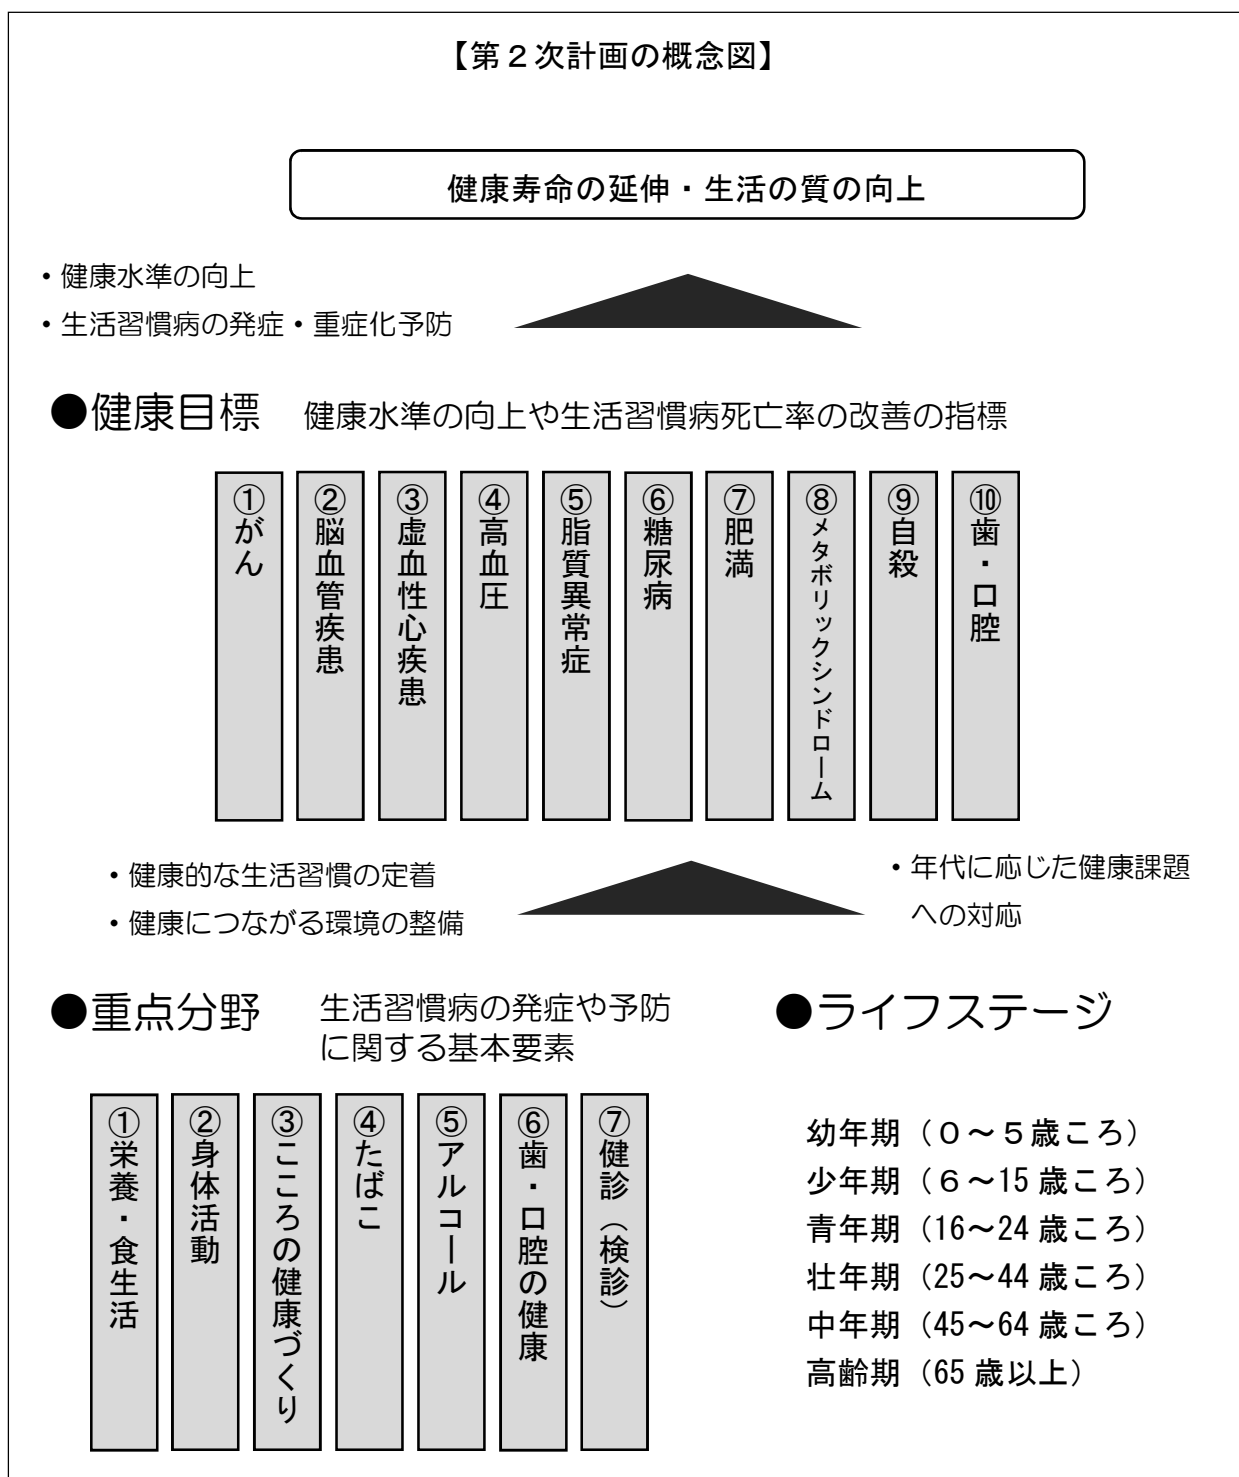 【第２次計画の概念図】
健康寿命の延伸・生活の質の向上
・健康水準の向上
・生活習慣病の発症・重症化予防
●健康目標　健康水準の向上や生活習慣病死亡率の改善の指標
①がん
②脳血管疾患
③虚血性心疾患
④高血圧
⑤脂質異常症
⑥糖尿病
⑦肥満
⑧メタボリックシンドローム
⑨自殺
⑩歯・口腔
・健康的な生活習慣の定着
・健康につながる環境の整備
・年代に応じた健康課題
への対応
●重点分野
生活習慣病の発症や予防
に関する基本要素
①栄養・食生活
②身体活動
③こころの健康づくり
④たばこ
⑤アルコール
⑥歯・口腔の健康
⑦健診（検診）
●ライフステージ
幼年期（０～５歳ころ）
少年期（６～15歳ころ）
青年期（16～24歳ころ）
壮年期（25～44歳ころ）
中年期（45～64歳ころ）
高齢期（65歳以上）